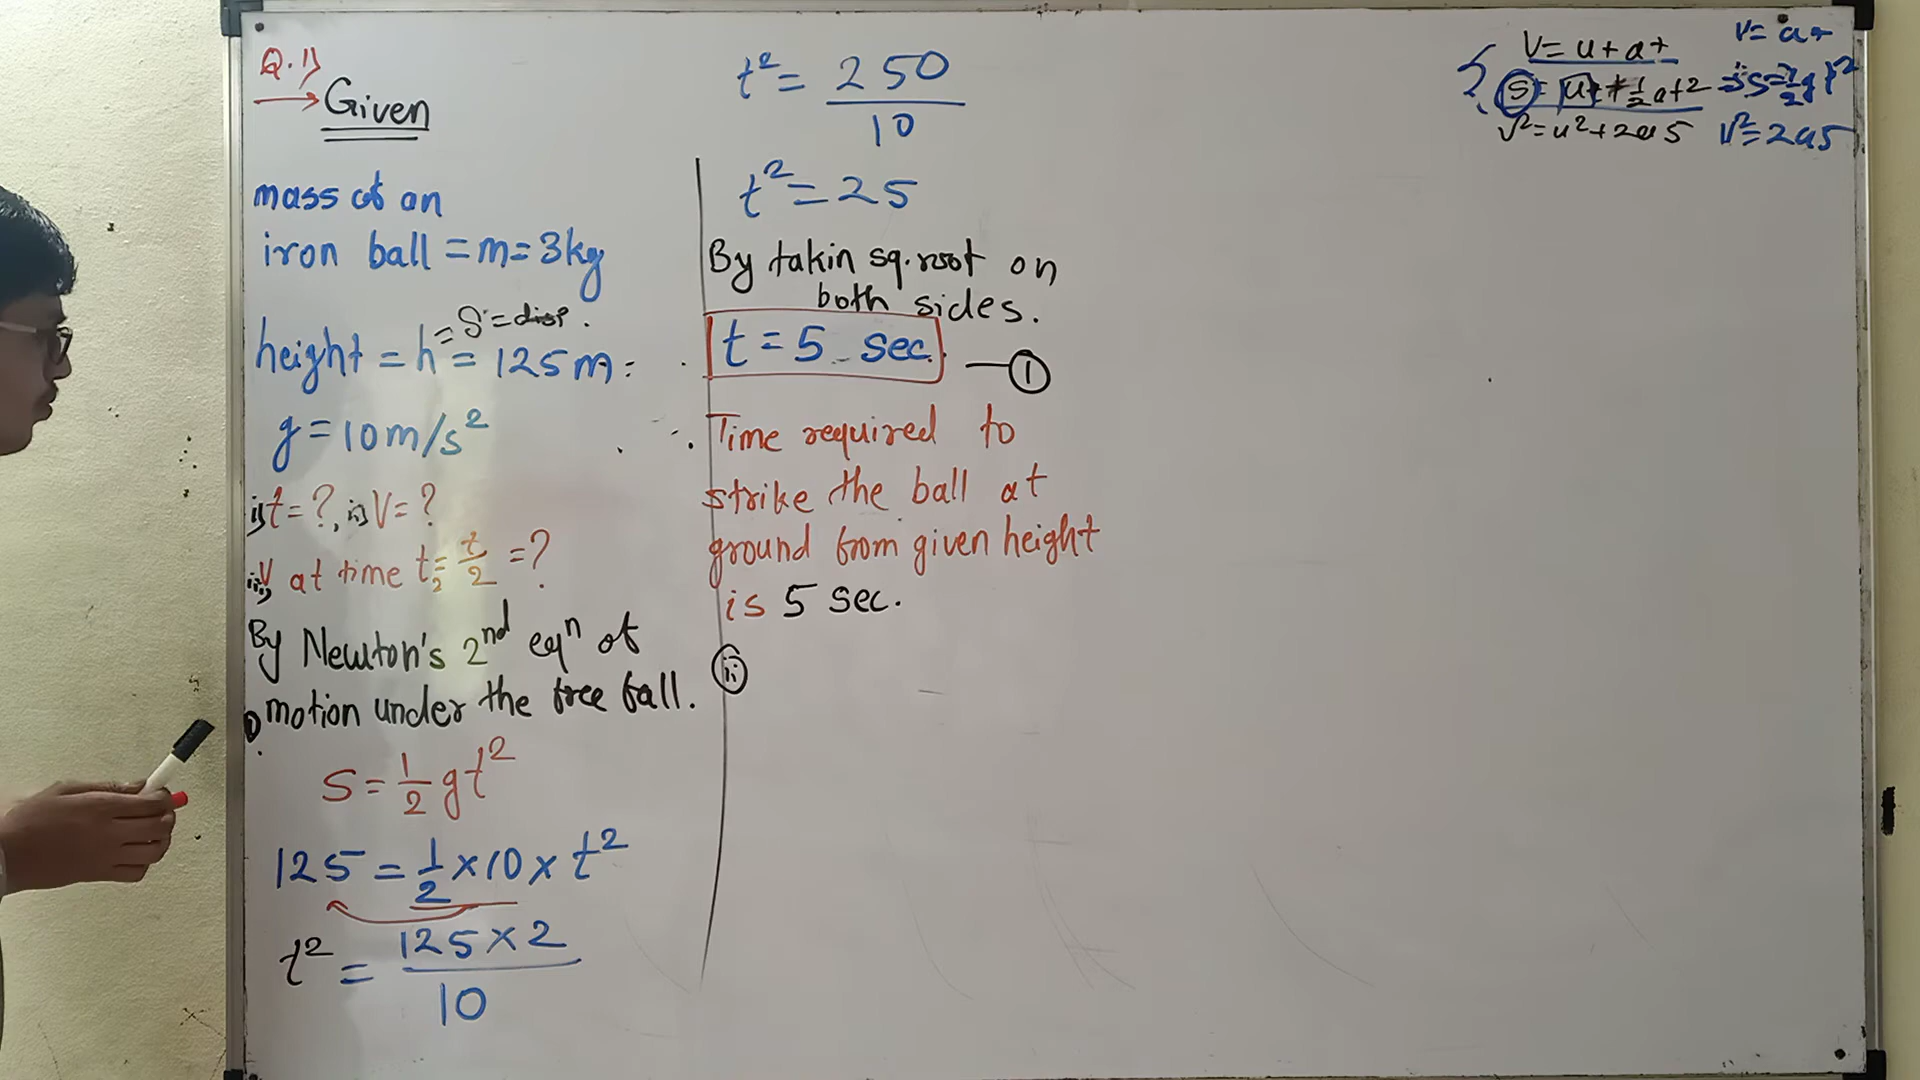 Q.1)
Given
mass of an
iron ball = m = 3kg
height = h = S = disp.
= 125m
g = 10m/s²
i) t = ?, ii) V = ?
iii) V at time t₂ = t/2 = ?
By Newton's 2nd eqn of
motion under the free fall.
S = 1/2 gt²
125 = 1/2 × 10 × t²
t² = 125 × 2 / 10
t² = 250 / 10
t² = 25
By takin sq. root on
both sides.
t = 5 sec. — 1
∴ Time required to
strike the ball at
ground from given height
is 5 sec.
ii
V = u + at
S = ut + 1/2 at²
V² = u² + 2as
V = at
S = 1/2 gt²
V² = 2as